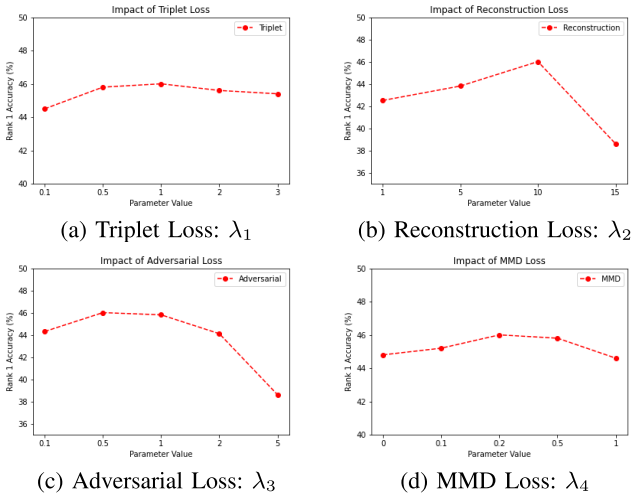 Impact of Triplet Loss
50
48
46
44
42
40
Rank 1 Accuracy (%)
Triplet
0.1 0.5 1 2 3
Parameter Value
(a) Triplet Loss: λ₁
Impact of Reconstruction Loss
50
48
46
44
42
40
38
36
Rank 1 Accuracy (%)
Reconstruction
1 5 10 15
Parameter Value
(b) Reconstruction Loss: λ₂
Impact of Adversarial Loss
50
48
46
44
42
40
38
36
Rank 1 Accuracy (%)
Adversarial
0.1 0.5 1 2 5
Parameter Value
(c) Adversarial Loss: λ₃
Impact of MMD Loss
50
48
46
44
42
40
Rank 1 Accuracy (%)
MMD
0 0.1 0.2 0.5 1
Parameter Value
(d) MMD Loss: λ₄